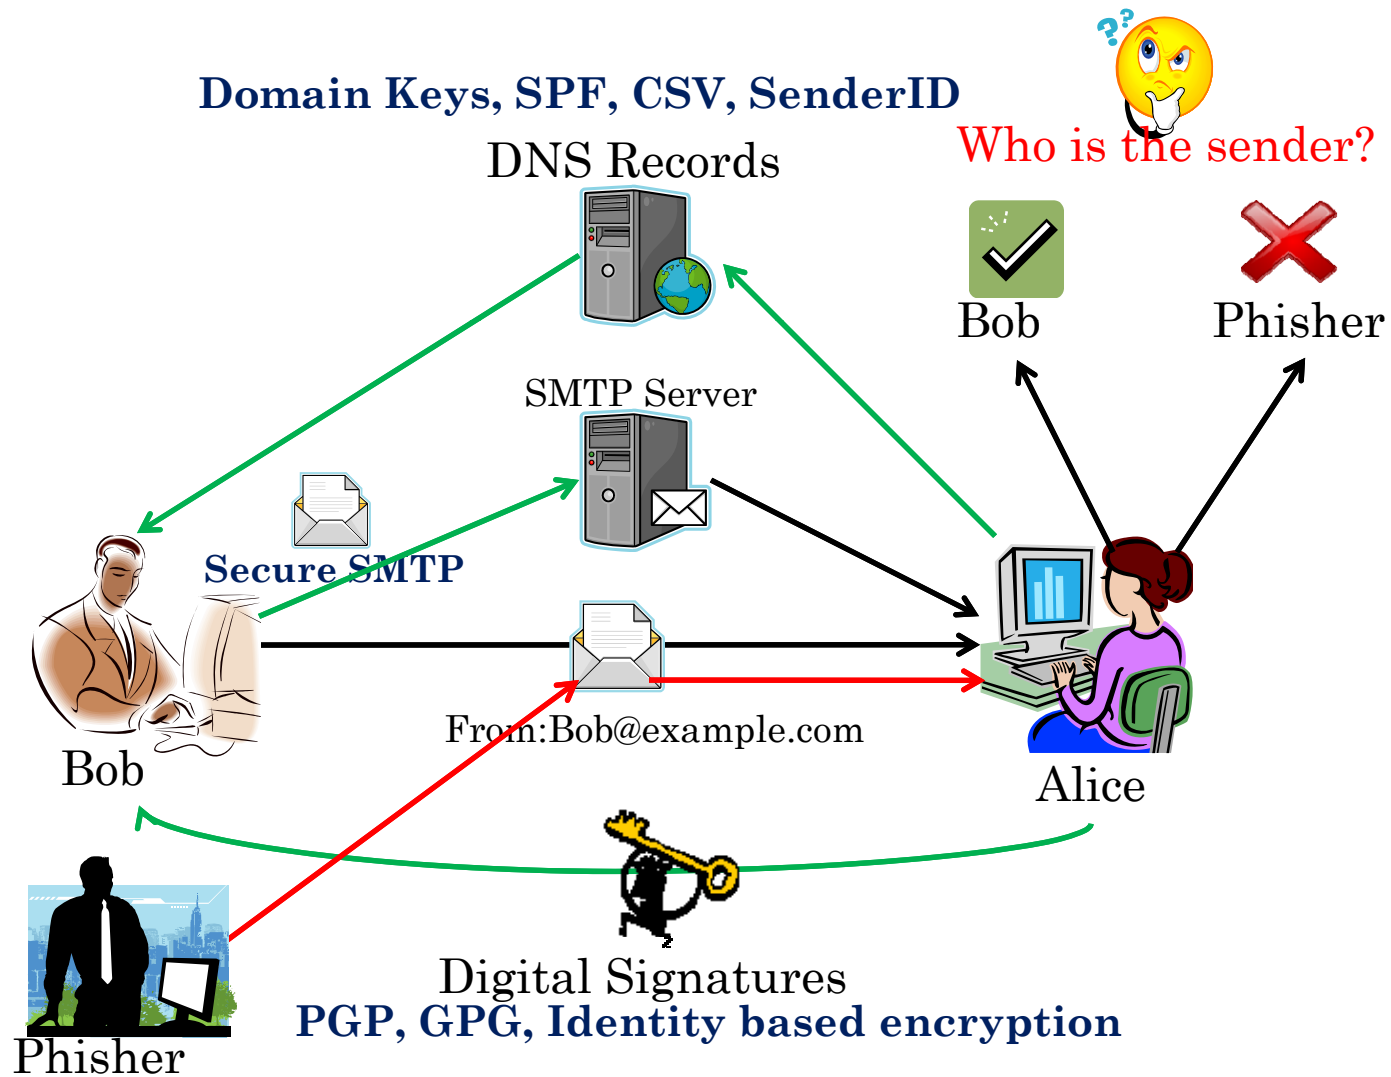 Domain Keys, SPF, CSV, SenderID
??
Who is the sender?
DNS Records
Bob
Phisher
SMTP Server
Secure SMTP
From:Bob@example.com
Bob
Alice
Digital Signatures
PGP, GPG, Identity based encryption
Phisher